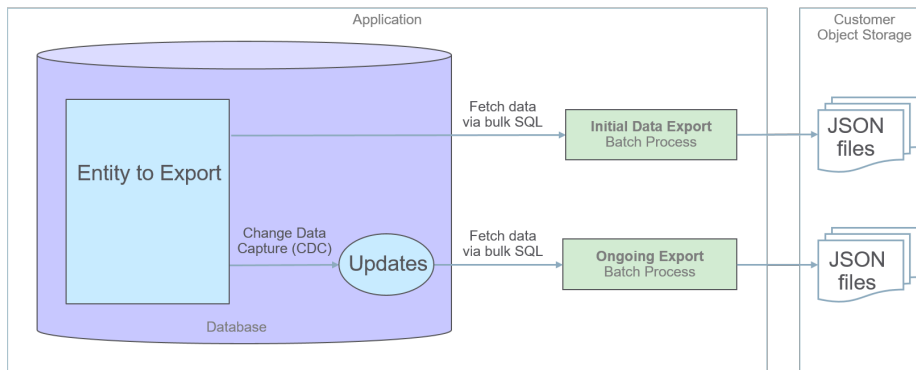 Application
Customer
Object Storage
Fetch data
via bulk SQL
Initial Data Export
Batch Process
JSON
files
Entity to Export
Change Data
Capture (CDC)
Updates
Fetch data
via bulk SQL
Ongoing Export
Batch Process
JSON
files
Database